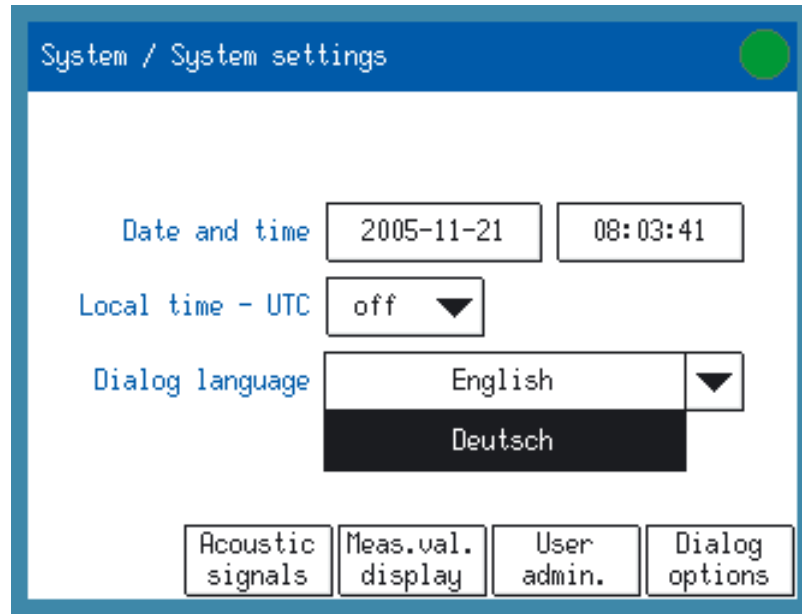 System / System settings
Date and time 2005-11-21 08:03:41
Local time - UTC off
Dialog language English
Deutsch
Acoustic signals Meas.val. display User admin. Dialog options